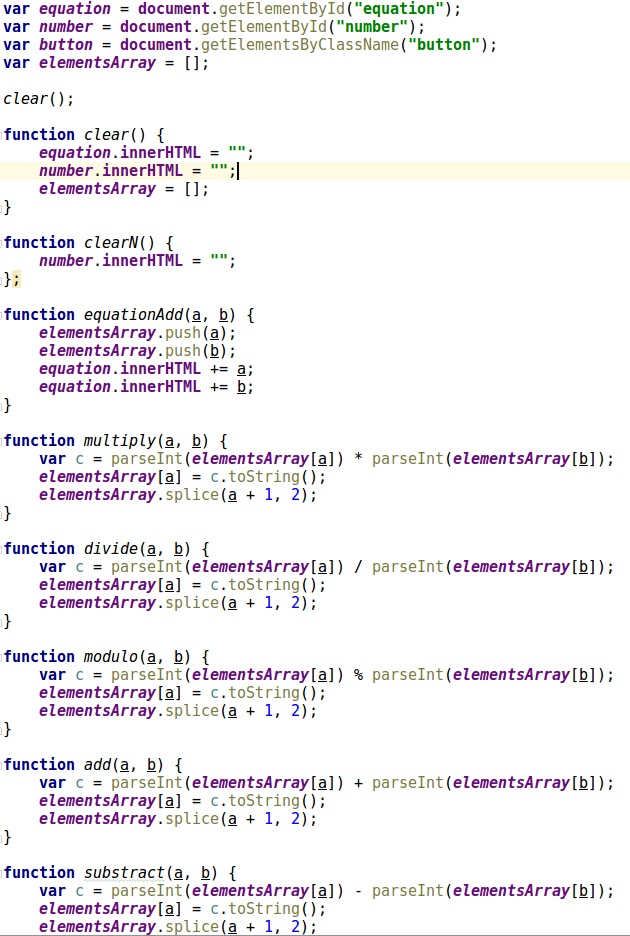 var equation = document.getElementById("equation");
var number = document.getElementById("number");
var button = document.getElementsByClassName("button");
var elementsArray = [];

clear();

function clear() {
    equation.innerHTML = "";
    number.innerHTML = "";
    elementsArray = [];
}

function clearN() {
    number.innerHTML = "";
};

function equationAdd(a, b) {
    elementsArray.push(a);
    elementsArray.push(b);
    equation.innerHTML += a;
    equation.innerHTML += b;
}

function multiply(a, b) {
    var c = parseInt(elementsArray[a]) * parseInt(elementsArray[b]);
    elementsArray[a] = c.toString();
    elementsArray.splice(a + 1, 2);
}

function divide(a, b) {
    var c = parseInt(elementsArray[a]) / parseInt(elementsArray[b]);
    elementsArray[a] = c.toString();
    elementsArray.splice(a + 1, 2);
}

function modulo(a, b) {
    var c = parseInt(elementsArray[a]) % parseInt(elementsArray[b]);
    elementsArray[a] = c.toString();
    elementsArray.splice(a + 1, 2);
}

function add(a, b) {
    var c = parseInt(elementsArray[a]) + parseInt(elementsArray[b]);
    elementsArray[a] = c.toString();
    elementsArray.splice(a + 1, 2);
}

function substract(a, b) {
    var c = parseInt(elementsArray[a]) - parseInt(elementsArray[b]);
    elementsArray[a] = c.toString();
    elementsArray.splice(a + 1, 2);